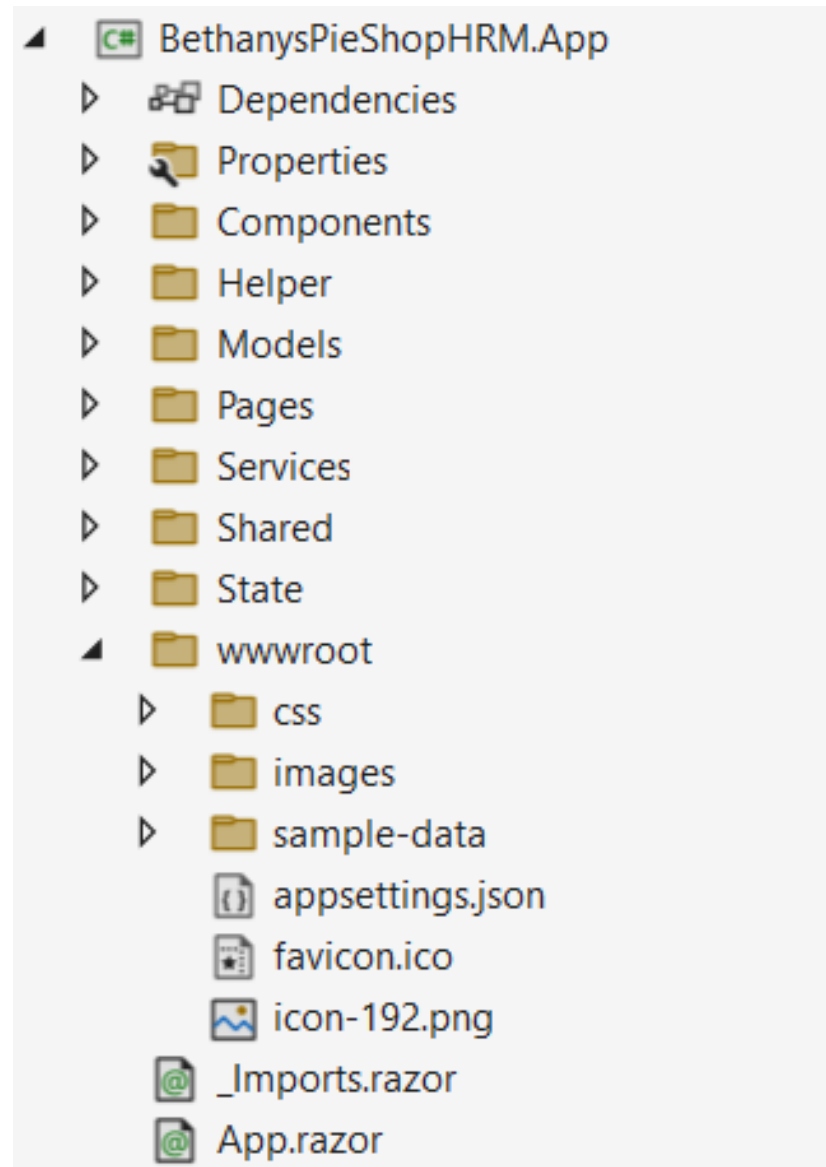 C# BethanysPieShopHRM.App
Dependencies
Properties
Components
Helper
Models
Pages
Services
Shared
State
wwwroot
css
images
sample-data
appsettings.json
favicon.ico
icon-192.png
_Imports.razor
App.razor